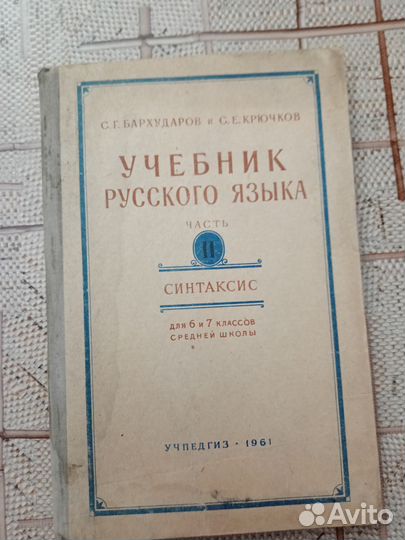 С. Г. БАРХУДАРОВ и С. Е. КРЮЧКОВ
УЧЕБНИК
РУССКОГО ЯЗЫКА
ЧАСТЬ
II
СИНТАКСИС
ДЛЯ 6 И 7 КЛАССОВ
СРЕДНЕЙ ШКОЛЫ
УЧПЕДГИЗ • 1961
Avito